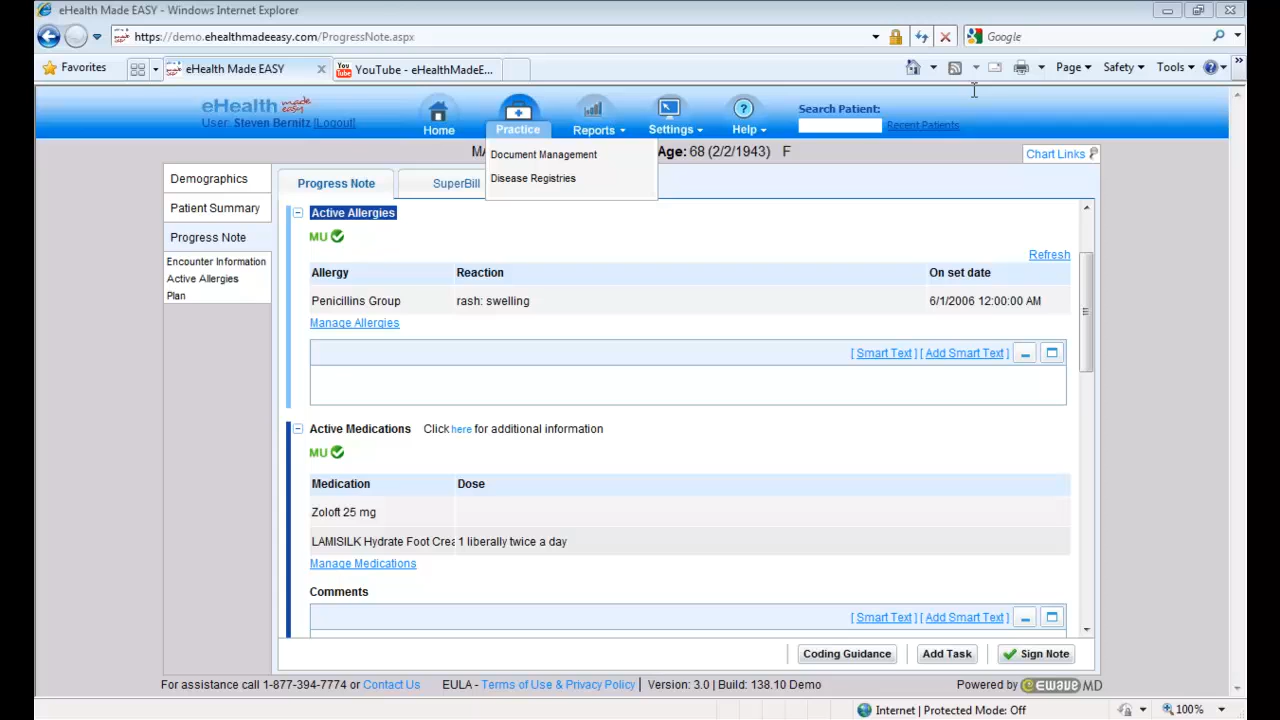 eHealth Made EASY - Windows Internet Explorer
https://demo.ehealthmadeeasy.com/ProgressNote.aspx
Google
Favorites
eHealth Made EASY
YouTube - eHealthMadeE...
Page
Safety
Tools
eHealth made easy
User: Steven Bernitz [Logout]
Home
Practice
Reports
Settings
Help
Search Patient:
Recent Patients
Document Management
Disease Registries
MA
Age: 68 (2/2/1943) F
Chart Links
Demographics
Patient Summary
Progress Note
Encounter Information
Active Allergies
Plan
Progress Note
SuperBill
Active Allergies
MU
Refresh
Allergy Reaction On set date
Penicillins Group rash: swelling 6/1/2006 12:00:00 AM
Manage Allergies
[ Smart Text ] [ Add Smart Text ]
Active Medications Click here for additional information
MU
Medication Dose
Zoloft 25 mg
LAMISILK Hydrate Foot Crea 1 liberally twice a day
Manage Medications
Comments
[ Smart Text ] [ Add Smart Text ]
Coding Guidance
Add Task
Sign Note
For assistance call 1-877-394-7774 or Contact Us EULA - Terms of Use & Privacy Policy | Version: 3.0 | Build: 138.10 Demo Powered by eWAVE MD
Internet | Protected Mode: Off
100%